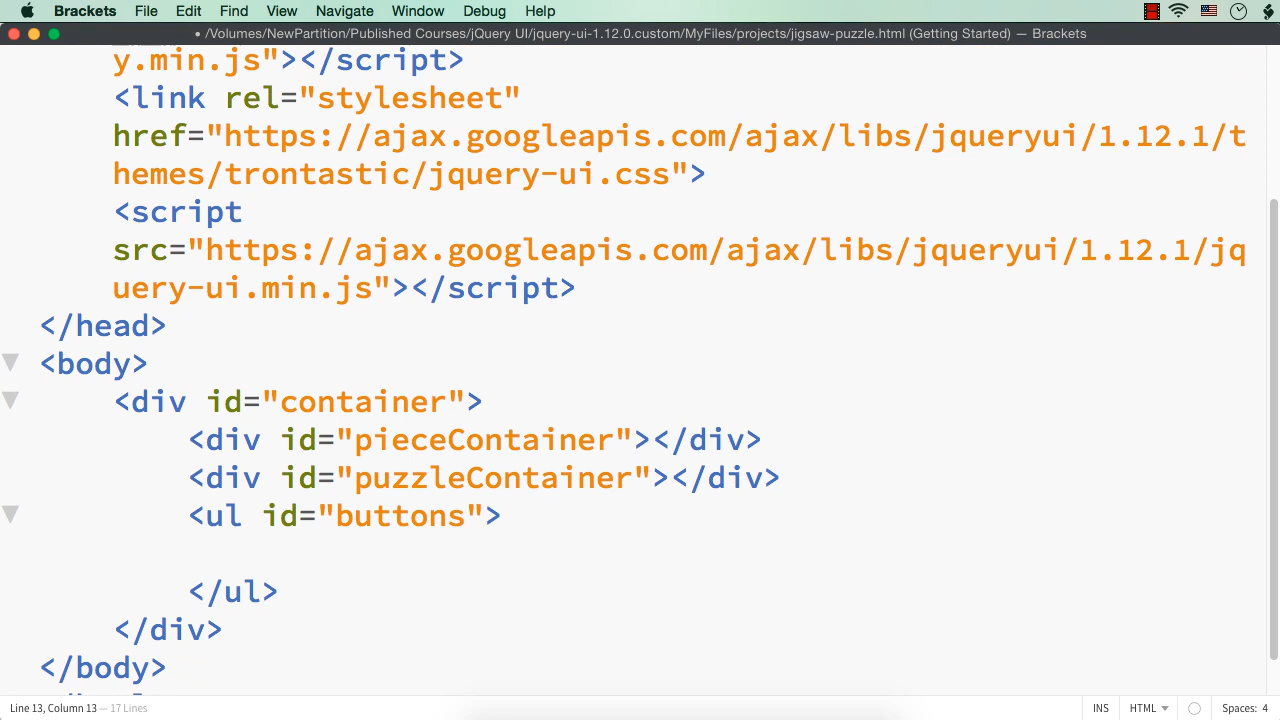 Brackets File Edit Find View Navigate Window Debug Help
• /Volumes/NewPartition/Published Courses/jQuery UI/jquery-ui-1.12.0.custom/MyFiles/projects/jigsaw-puzzle.html (Getting Started) — Brackets
y.min.js"></script>
<link rel="stylesheet"
href="https://ajax.googleapis.com/ajax/libs/jqueryui/1.12.1/t
hemes/trontastic/jquery-ui.css">
<script
src="https://ajax.googleapis.com/ajax/libs/jqueryui/1.12.1/jq
uery-ui.min.js"></script>
</head>
<body>
<div id="container">
<div id="pieceContainer"></div>
<div id="puzzleContainer"></div>
<ul id="buttons">
</ul>
</div>
</body>
Line 13, Column 13 — 17 Lines
INS HTML Spaces: 4